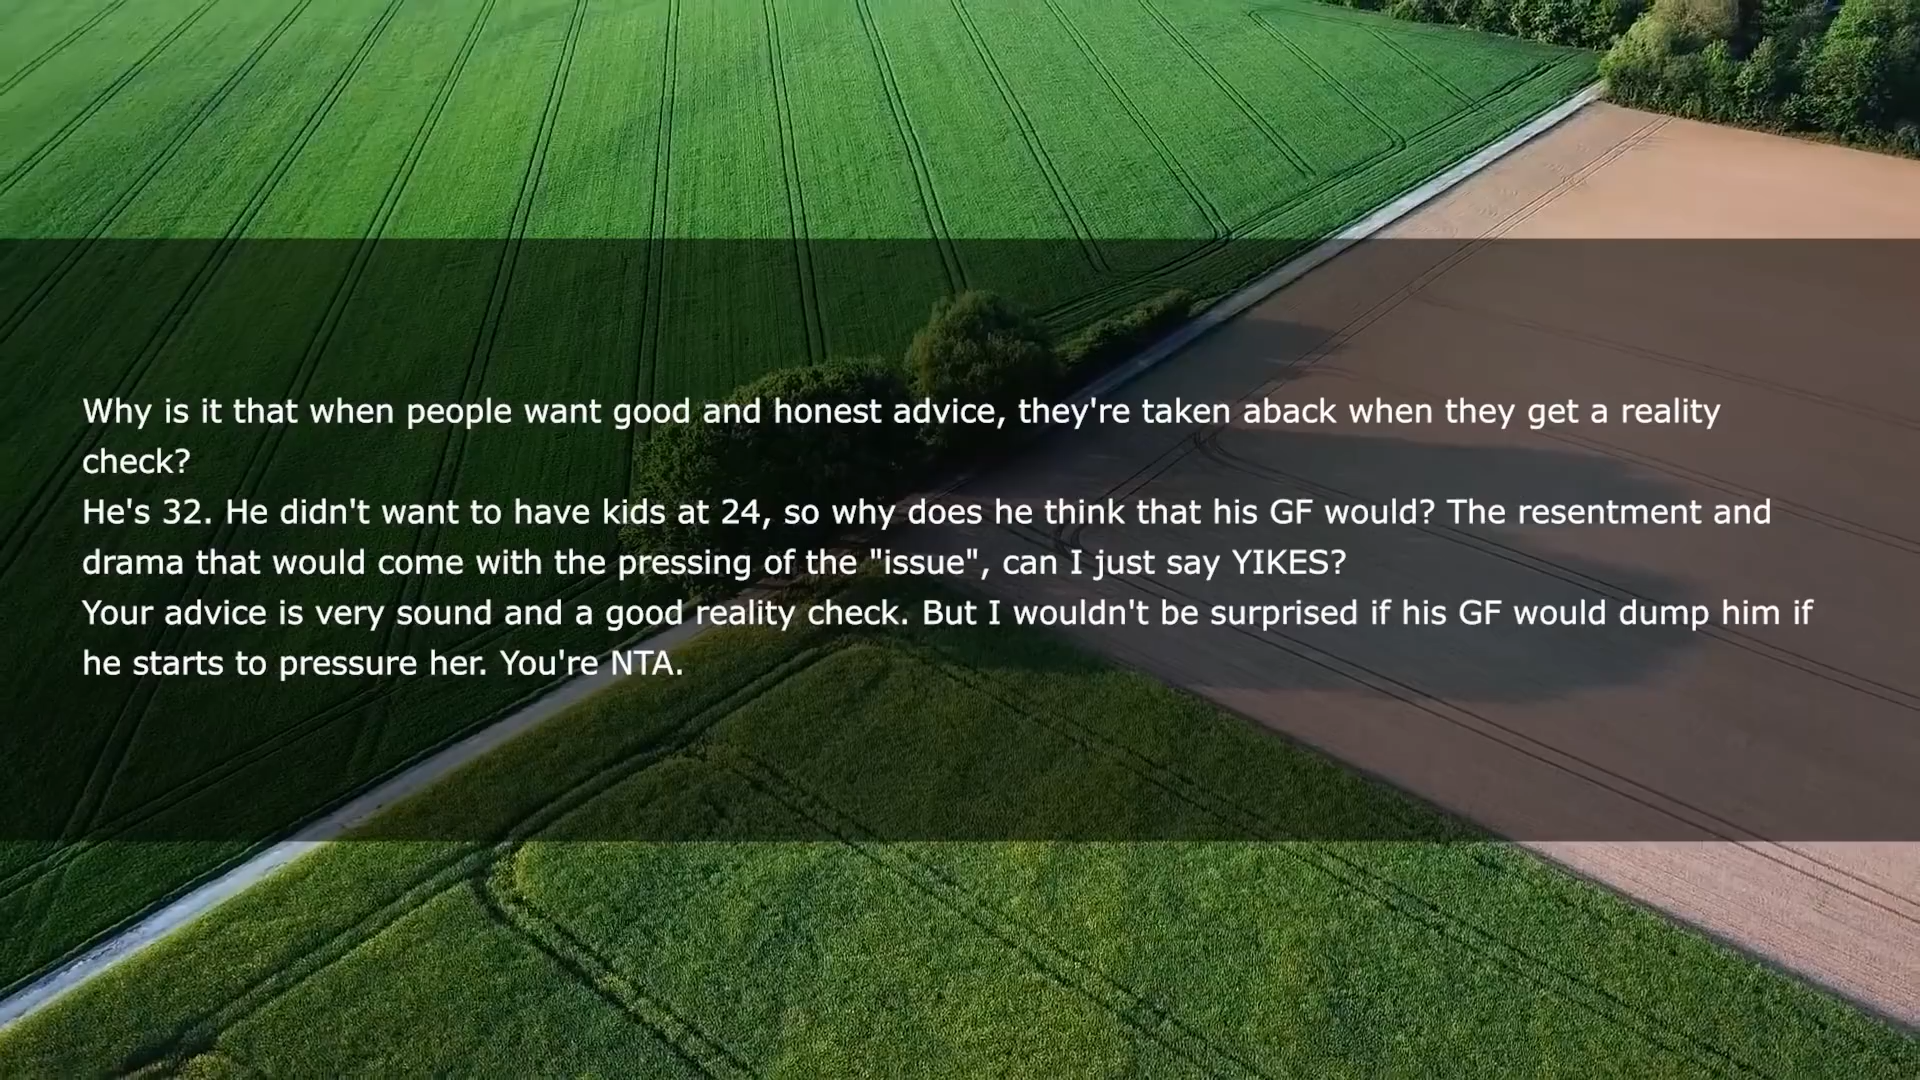 Why is it that when people want good and honest advice, they're taken aback when they get a reality
check?
He's 32. He didn't want to have kids at 24, so why does he think that his GF would? The resentment and
drama that would come with the pressing of the "issue", can I just say YIKES?
Your advice is very sound and a good reality check. But I wouldn't be surprised if his GF would dump him if
he starts to pressure her. You're NTA.